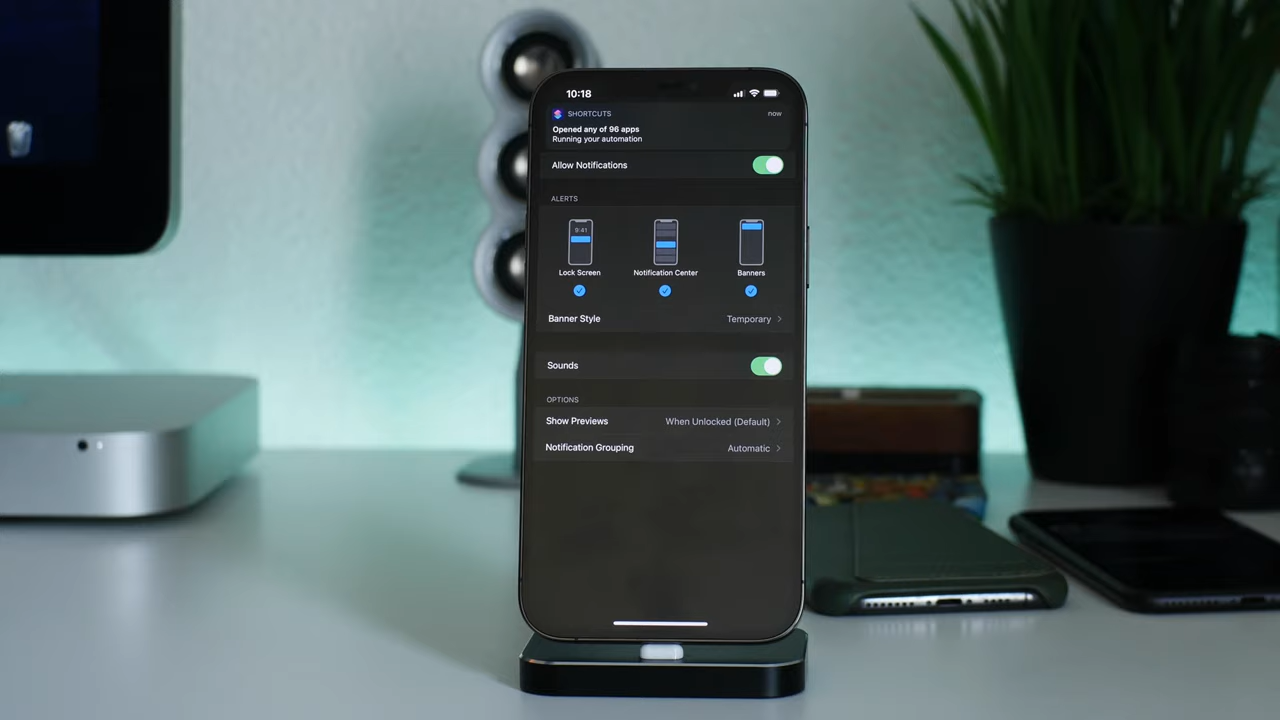 10:18
SHORTCUTS now
Opened any of 96 apps
Running your automation
Allow Notifications
ALERTS
9:41
Lock Screen Notification Center Banners
Banner Style Temporary
Sounds
OPTIONS
Show Previews When Unlocked (Default)
Notification Grouping Automatic